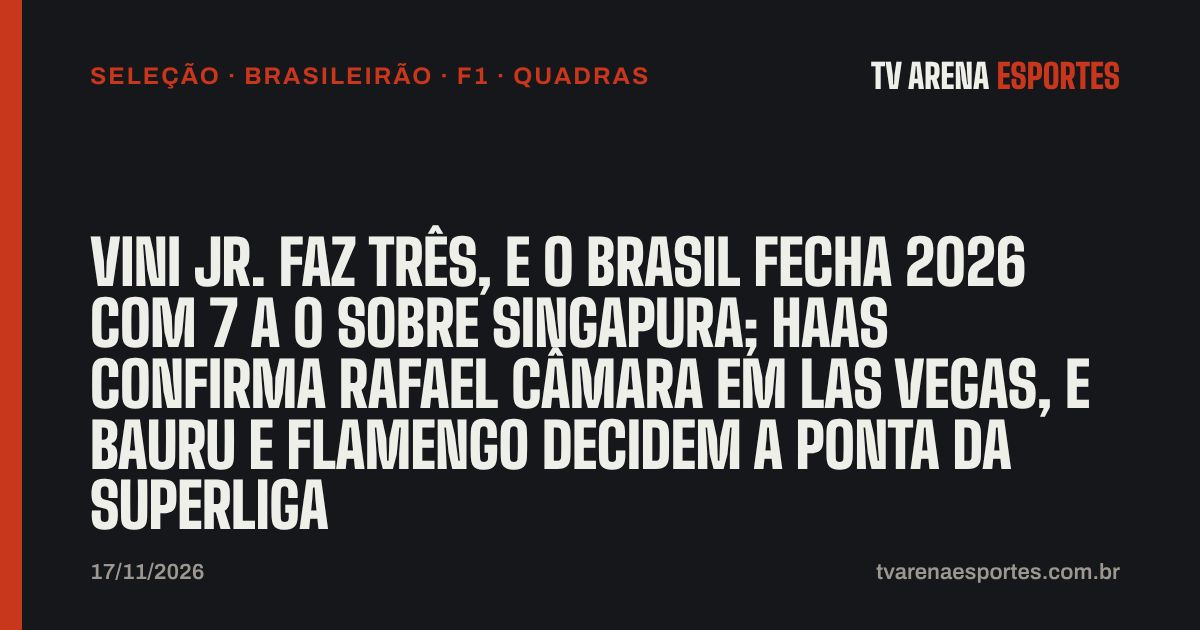 SELEÇÃO · BRASILEIRÃO · F1 · QUADRAS
TV ARENA ESPORTES
VINI JR. FAZ TRÊS, E O BRASIL FECHA 2026
COM 7 A 0 SOBRE SINGAPURA; HAAS
CONFIRMA RAFAEL CÂMARA EM LAS VEGAS, E
BAURU E FLAMENGO DECIDEM A PONTA DA
SUPERLIGA
17/11/2026
tvarenaesportes.com.br